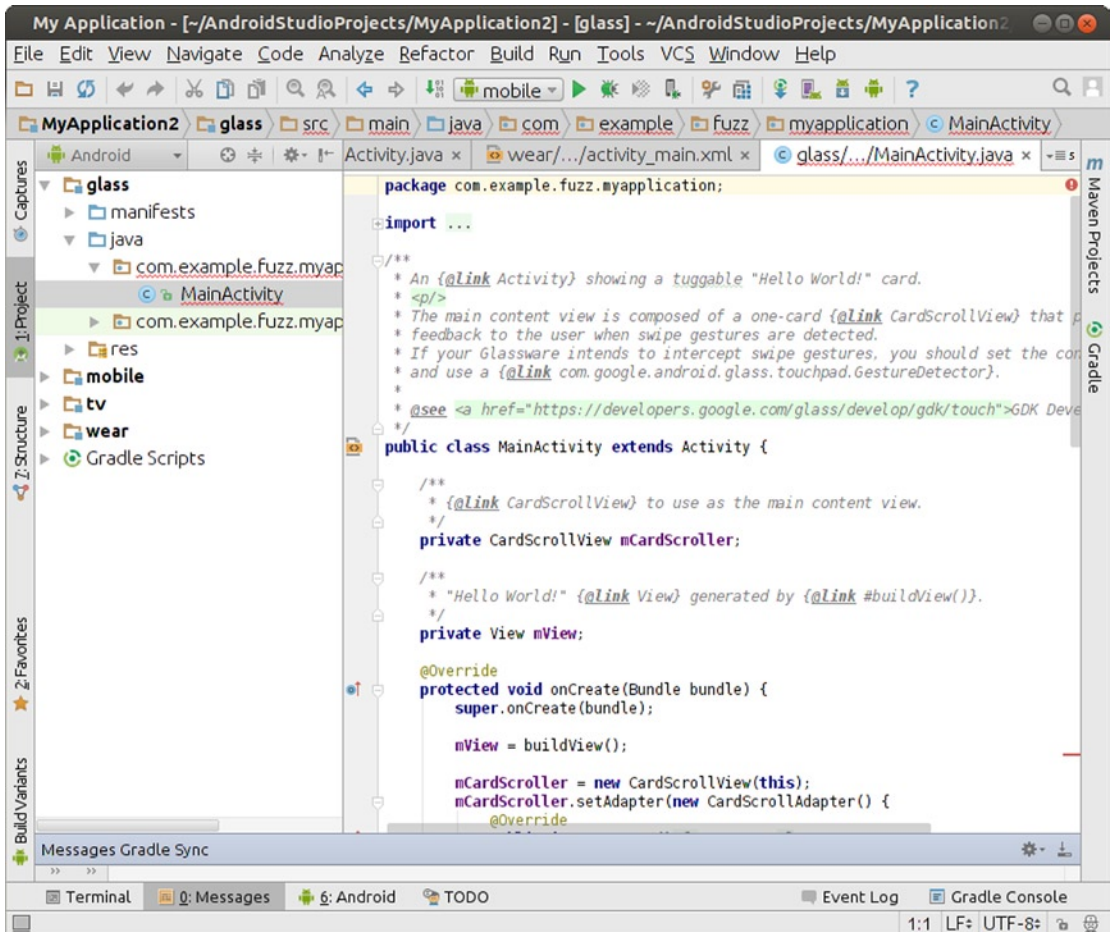 My Application - [~/AndroidStudioProjects/MyApplication2] - [glass] - ~/AndroidStudioProjects/MyApplication2
File Edit View Navigate Code Analyze Refactor Build Run Tools VCS Window Help
mobile
MyApplication2 glass src main java com example fuzz myapplication MainActivity
Android
Activity.java × wear/.../activity_main.xml × glass/.../MainActivity.java ×
Captures
1: Project
7: Structure
2: Favorites
Build Variants
glass
manifests
java
com.example.fuzz.myap
MainActivity
com.example.fuzz.myap
res
mobile
tv
wear
Gradle Scripts
package com.example.fuzz.myapplication;
import ...
/**
* An {@link Activity} showing a tuggable "Hello World!" card.
* <p/>
* The main content view is composed of a one-card {@link CardScrollView} that p
* feedback to the user when swipe gestures are detected.
* If your Glassware intends to intercept swipe gestures, you should set the con
* and use a {@link com.google.android.glass.touchpad.GestureDetector}.
*
* @see <a href="https://developers.google.com/glass/develop/gdk/touch">GDK Deve
*/
public class MainActivity extends Activity {
/**
* {@link CardScrollView} to use as the main content view.
*/
private CardScrollView mCardScroller;
/**
* "Hello World!" {@link View} generated by {@link #buildView()}.
*/
private View mView;
@Override
protected void onCreate(Bundle bundle) {
super.onCreate(bundle);
mView = buildView();
mCardScroller = new CardScrollView(this);
mCardScroller.setAdapter(new CardScrollAdapter() {
@Override
m Maven Projects
Gradle
Messages Gradle Sync
Terminal 0: Messages 6: Android TODO Event Log Gradle Console
1:1 LF UTF-8